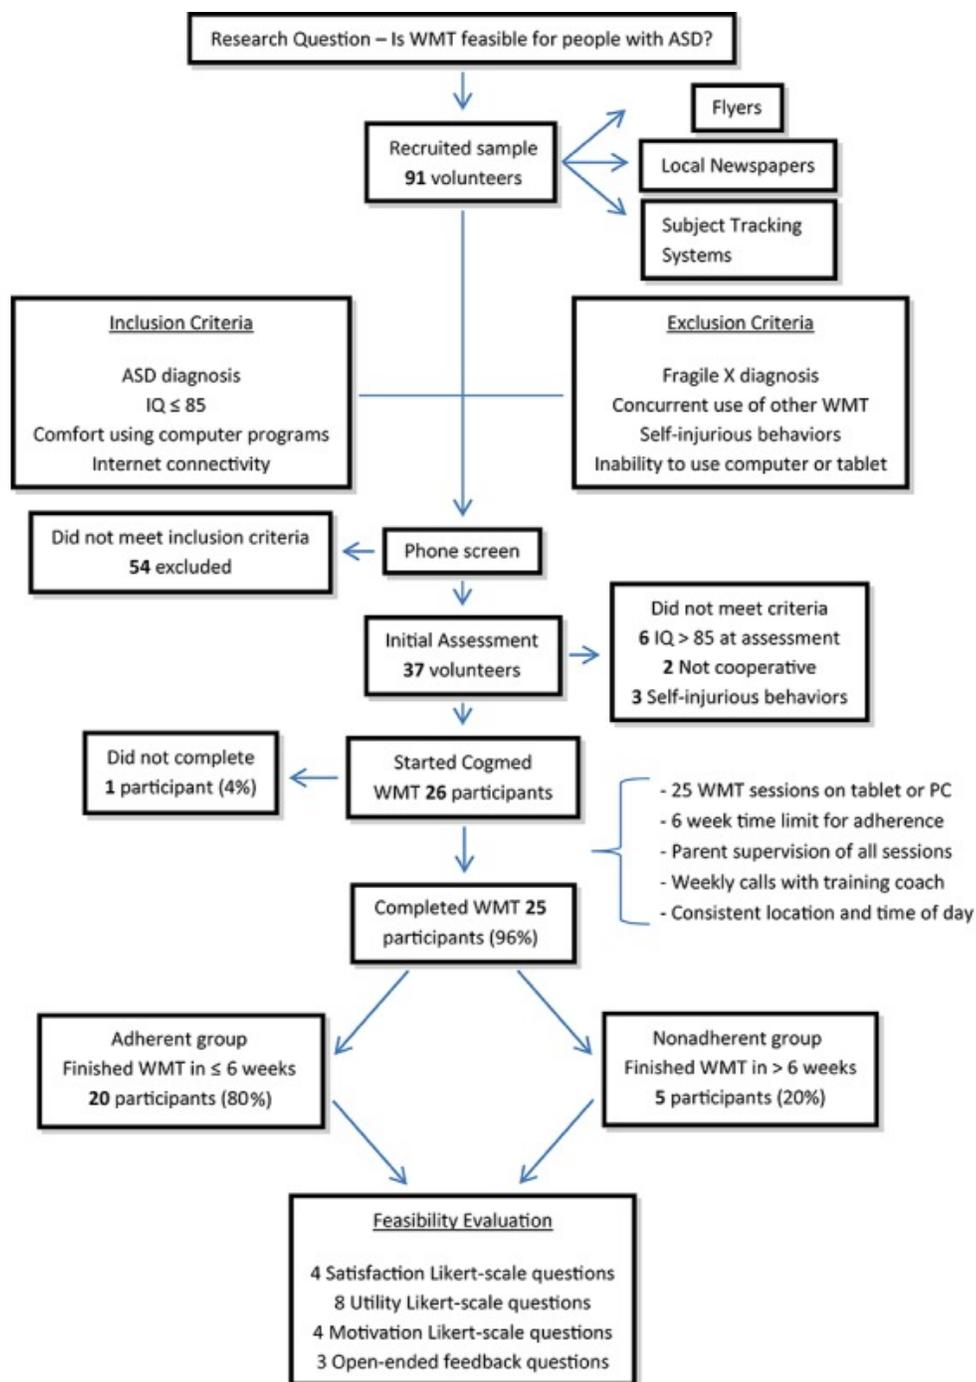 Research Question – Is WMT feasible for people with ASD?
Recruited sample
91 volunteers
Flyers
Local Newspapers
Subject Tracking
Systems
Inclusion Criteria
ASD diagnosis
IQ ≤ 85
Comfort using computer programs
Internet connectivity
Exclusion Criteria
Fragile X diagnosis
Concurrent use of other WMT
Self-injurious behaviors
Inability to use computer or tablet
Did not meet inclusion criteria
54 excluded
Phone screen
Initial Assessment
37 volunteers
Did not meet criteria
6 IQ > 85 at assessment
2 Not cooperative
3 Self-injurious behaviors
Did not complete
1 participant (4%)
Started Cogmed
WMT 26 participants
- 25 WMT sessions on tablet or PC
- 6 week time limit for adherence
- Parent supervision of all sessions
- Weekly calls with training coach
- Consistent location and time of day
Completed WMT 25
participants (96%)
Adherent group
Finished WMT in ≤ 6 weeks
20 participants (80%)
Nonadherent group
Finished WMT in > 6 weeks
5 participants (20%)
Feasibility Evaluation
4 Satisfaction Likert-scale questions
8 Utility Likert-scale questions
4 Motivation Likert-scale questions
3 Open-ended feedback questions